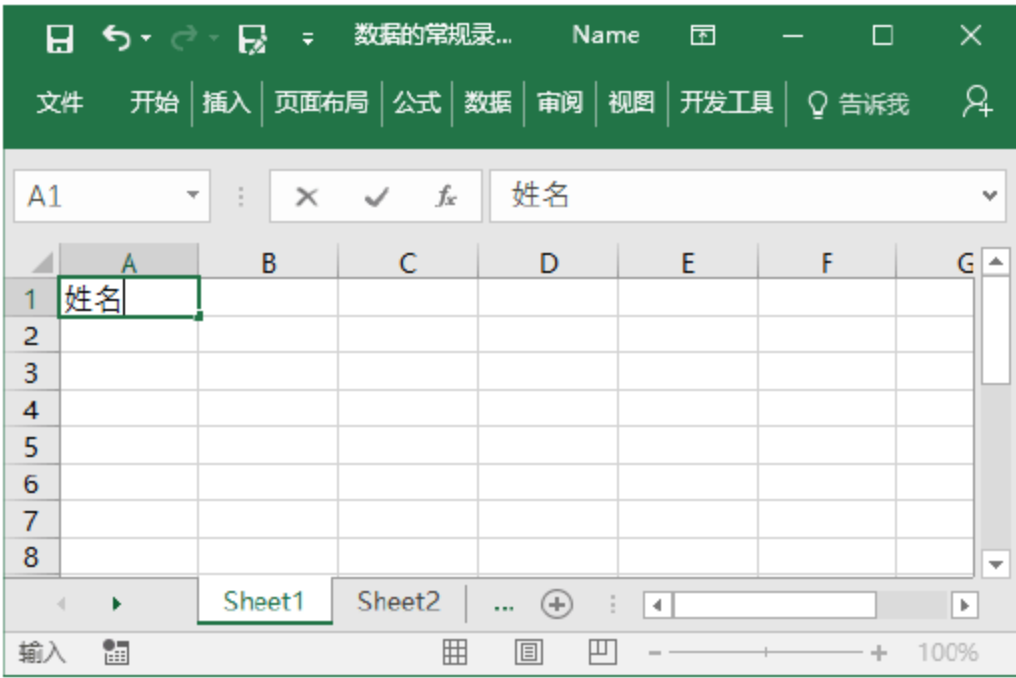 数据的常规录... Name
文件 开始 插入 页面布局 公式 数据 审阅 视图 开发工具 告诉我
A1 fx 姓名
A B C D E F G
1 姓名
2
3
4
5
6
7
8
Sheet1 Sheet2 ...
输入 100%